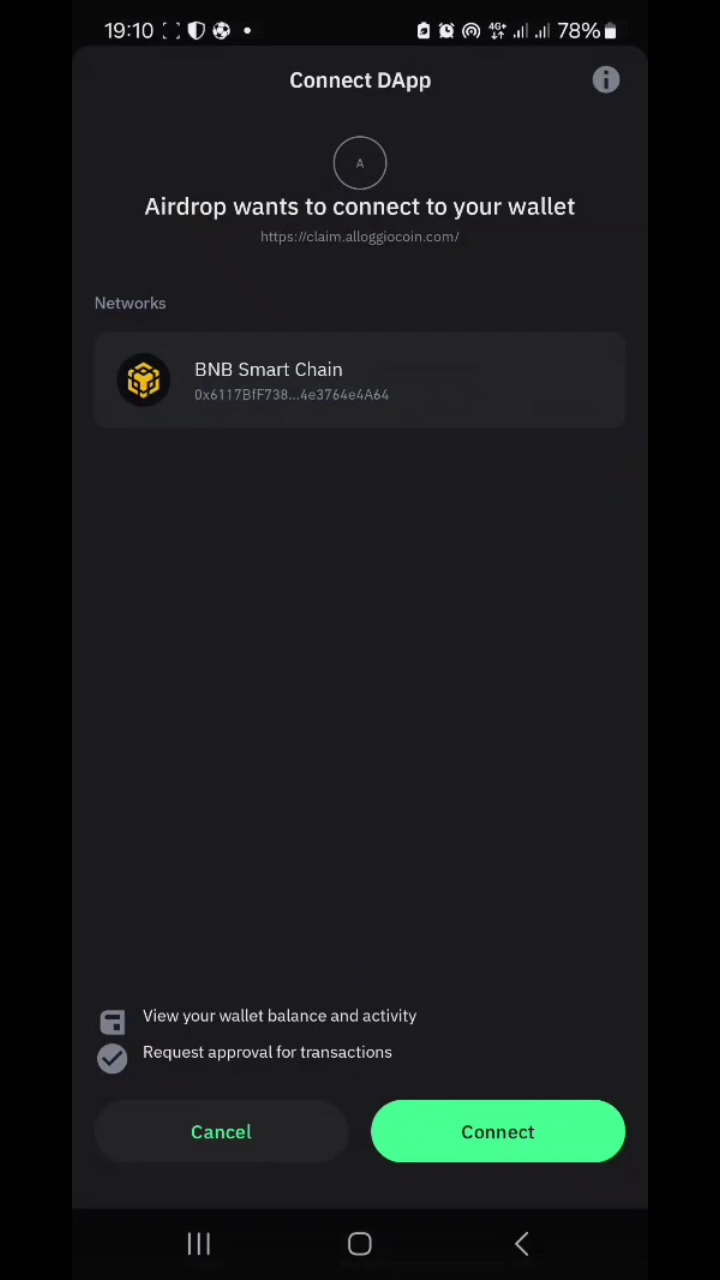 19:10 4G+ 78%
Connect DApp
A
Airdrop wants to connect to your wallet
https://claim.alloggiocoin.com/
Networks
BNB Smart Chain
0x6117BfF738...4e3764e4A64
View your wallet balance and activity
Request approval for transactions
Cancel Connect